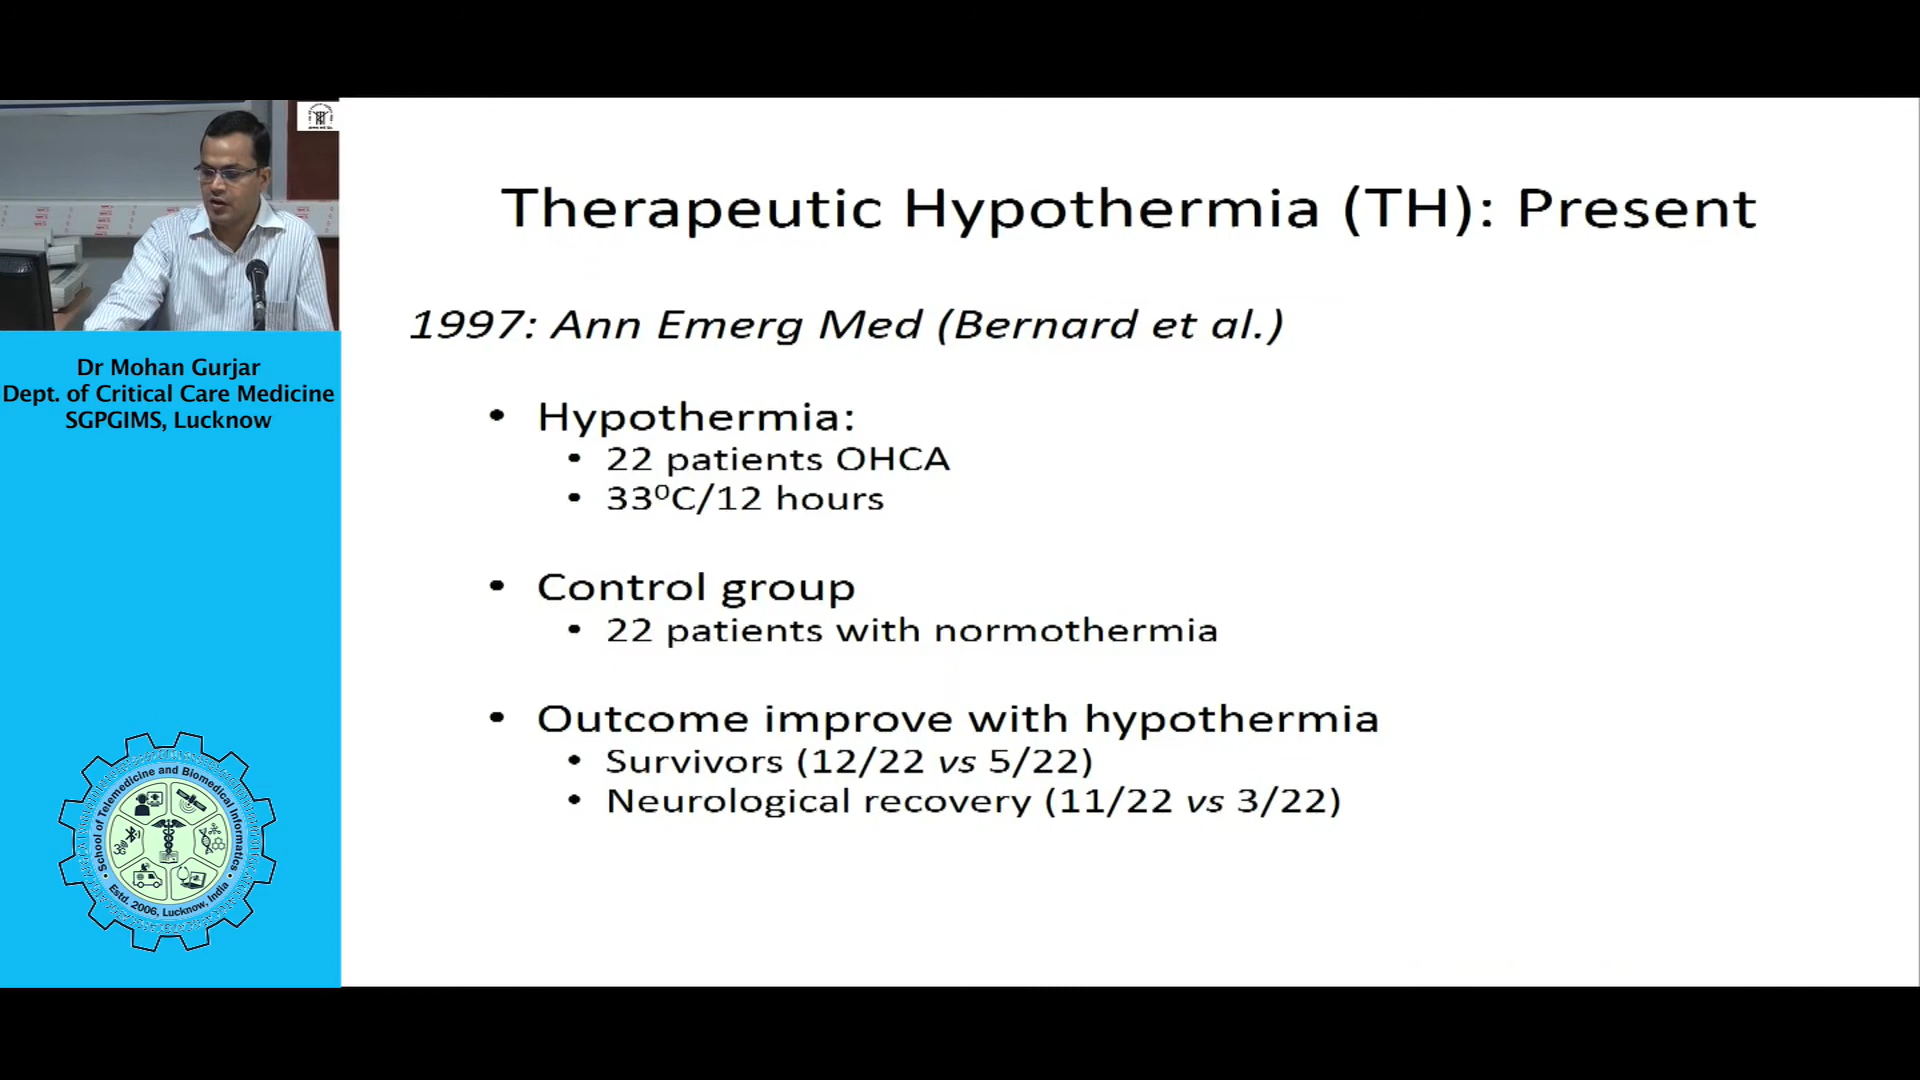 Therapeutic Hypothermia (TH): Present
1997: Ann Emerg Med (Bernard et al.)
• Hypothermia:
• 22 patients OHCA
• 33⁰C/12 hours
• Control group
• 22 patients with normothermia
• Outcome improve with hypothermia
• Survivors (12/22 vs 5/22)
• Neurological recovery (11/22 vs 3/22)
Dr Mohan Gurjar
Dept. of Critical Care Medicine
SGPGIMS, Lucknow
School of Telemedicine and Biomedical Informatics
Estd. 2006, Lucknow, India